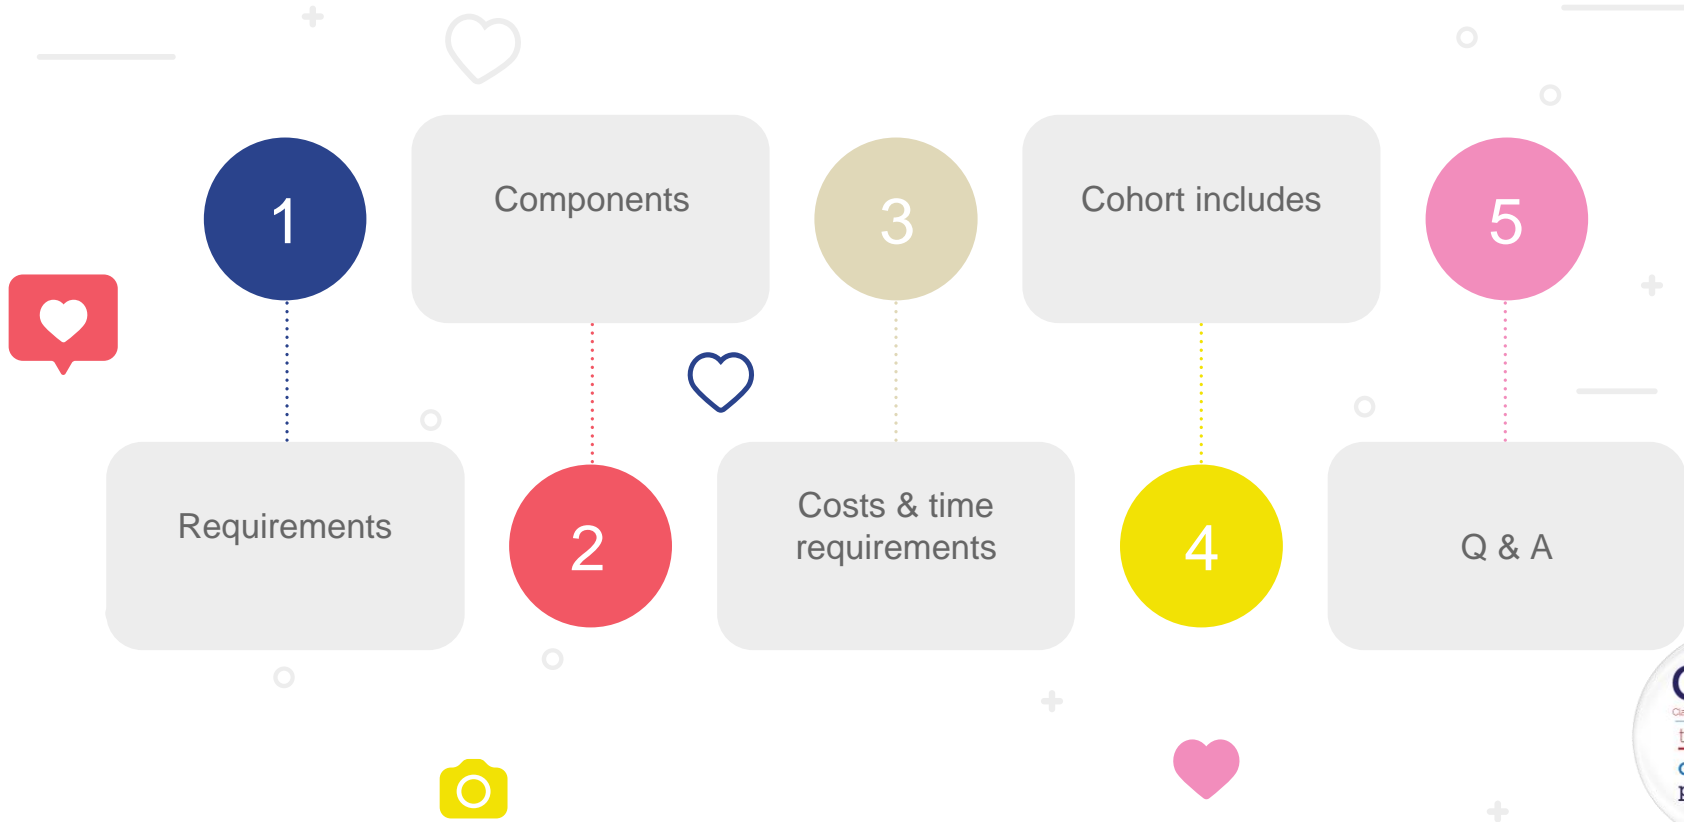 1
Requirements
Components
2
3
Costs & time
requirements
Cohort includes
4
5
Q & A